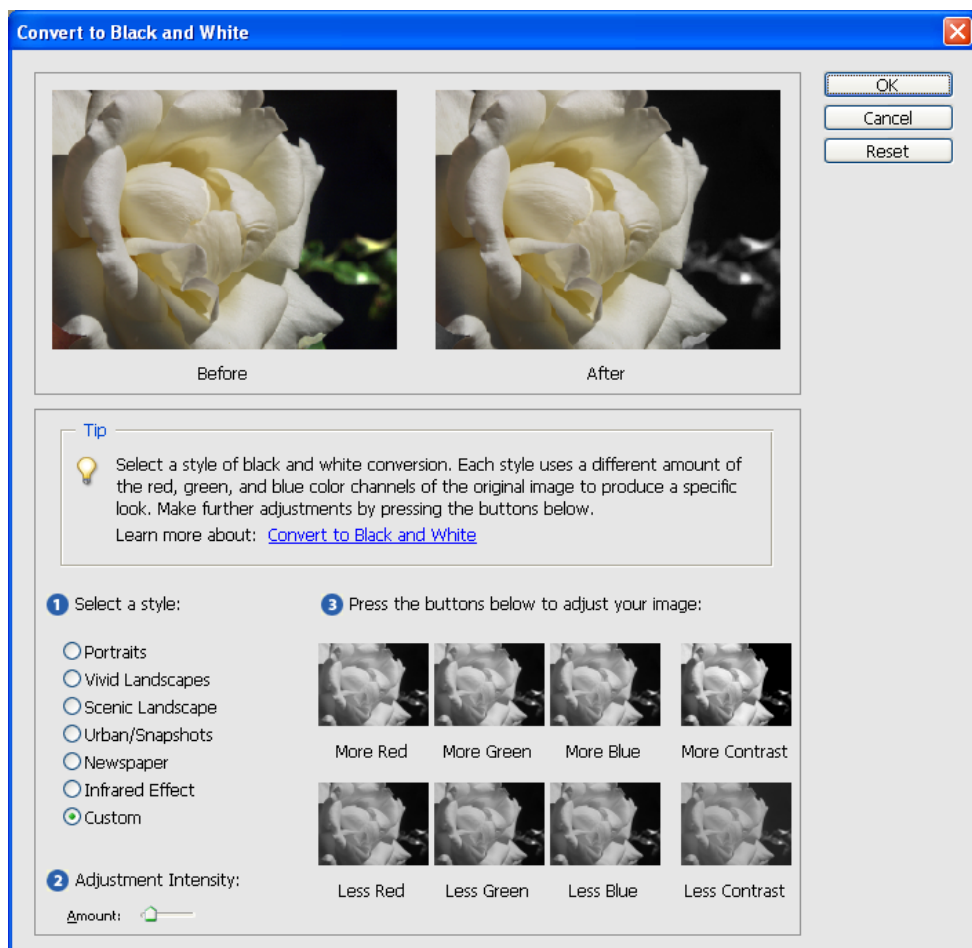 Convert to Black and White
OK
Cancel
Reset
Before
After
Tip
Select a style of black and white conversion. Each style uses a different amount of
the red, green, and blue color channels of the original image to produce a specific
look. Make further adjustments by pressing the buttons below.
Learn more about: Convert to Black and White
1 Select a style:
Portraits
Vivid Landscapes
Scenic Landscape
Urban/Snapshots
Newspaper
Infrared Effect
Custom
2 Adjustment Intensity:
Amount:
3 Press the buttons below to adjust your image:
More Red More Green More Blue More Contrast
Less Red Less Green Less Blue Less Contrast